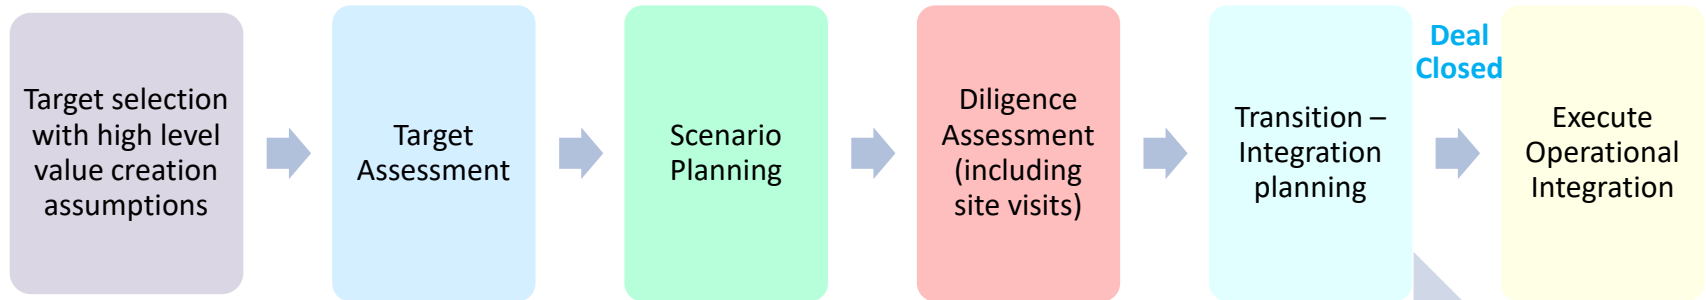 Target selection
with high level
value creation
assumptions
Target
Assessment
Scenario
Planning
Diligence
Assessment
(including
site visits)
Transition –
Integration
planning
Deal
Closed
Execute
Operational
Integration